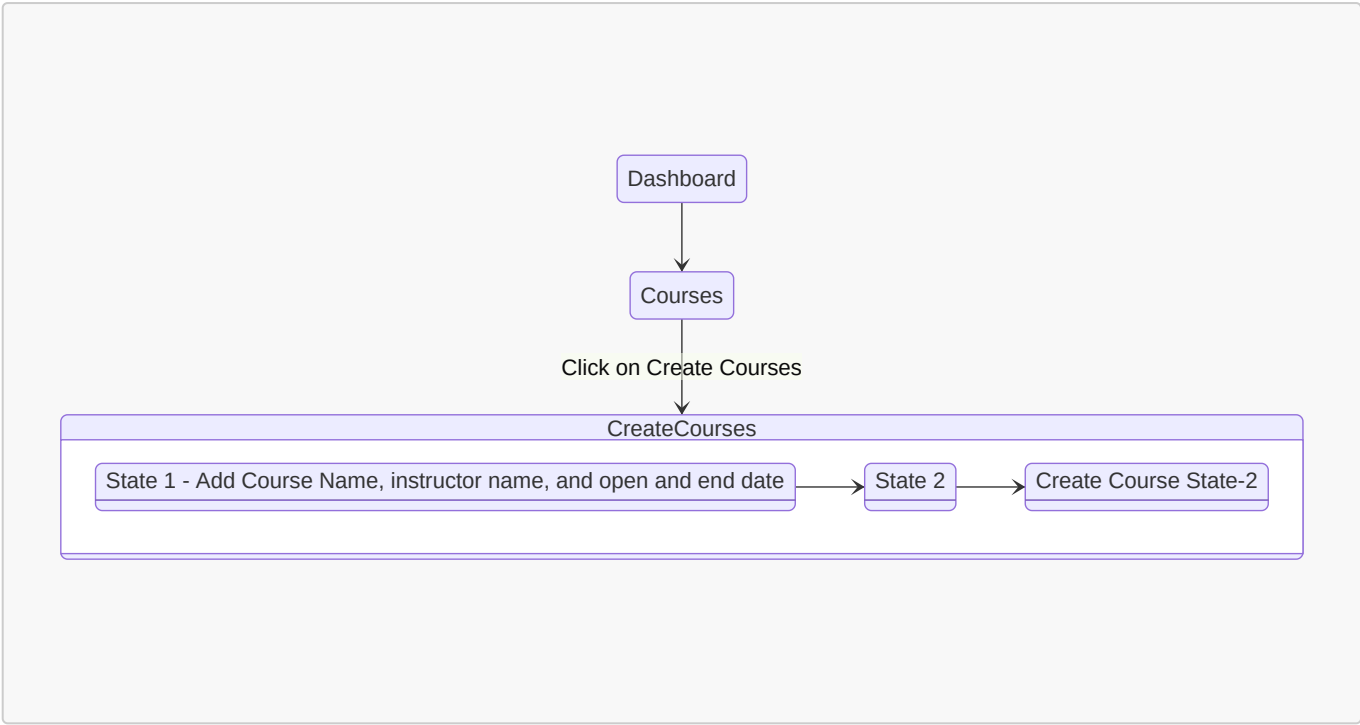 Dashboard
Courses
Click on Create Courses
CreateCourses
State 1 - Add Course Name, instructor name, and open and end date
State 2
Create Course State-2